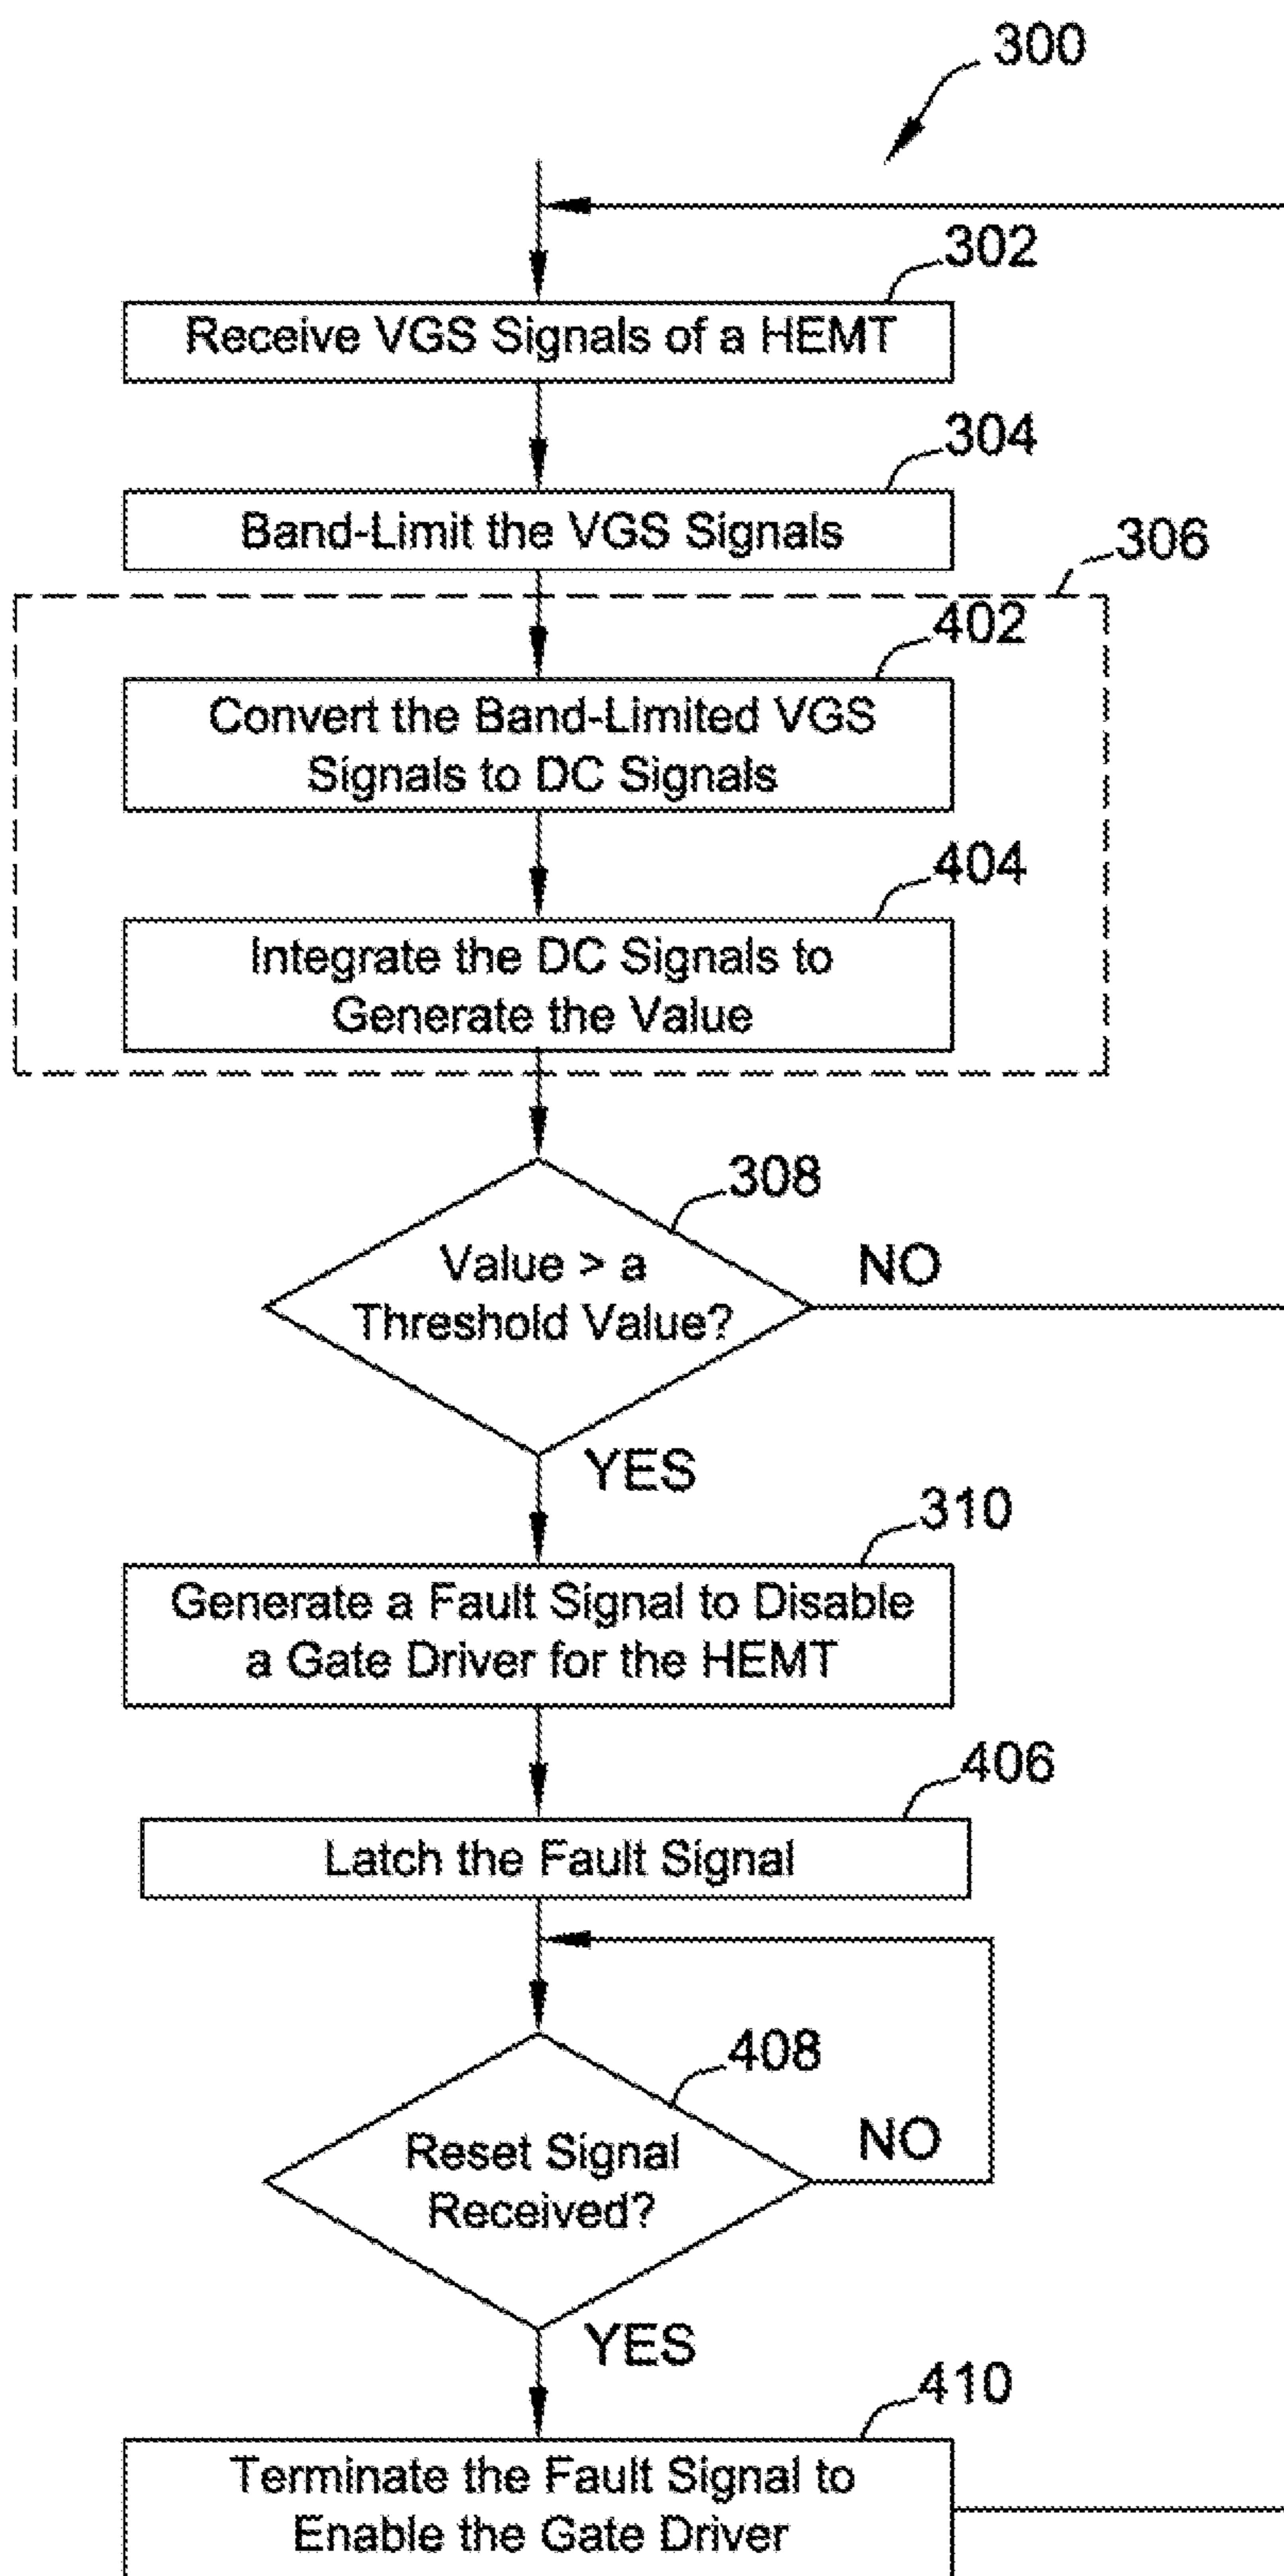 300
302
Receive VGS Signals of a HEMT
304
Band-Limit the VGS Signals
306
402
Convert the Band-Limited VGS
Signals to DC Signals
404
Integrate the DC Signals to
Generate the Value
308
Value > a
Threshold Value?
NO
YES
310
Generate a Fault Signal to Disable
a Gate Driver for the HEMT
406
Latch the Fault Signal
408
Reset Signal
Received?
NO
YES
410
Terminate the Fault Signal to
Enable the Gate Driver